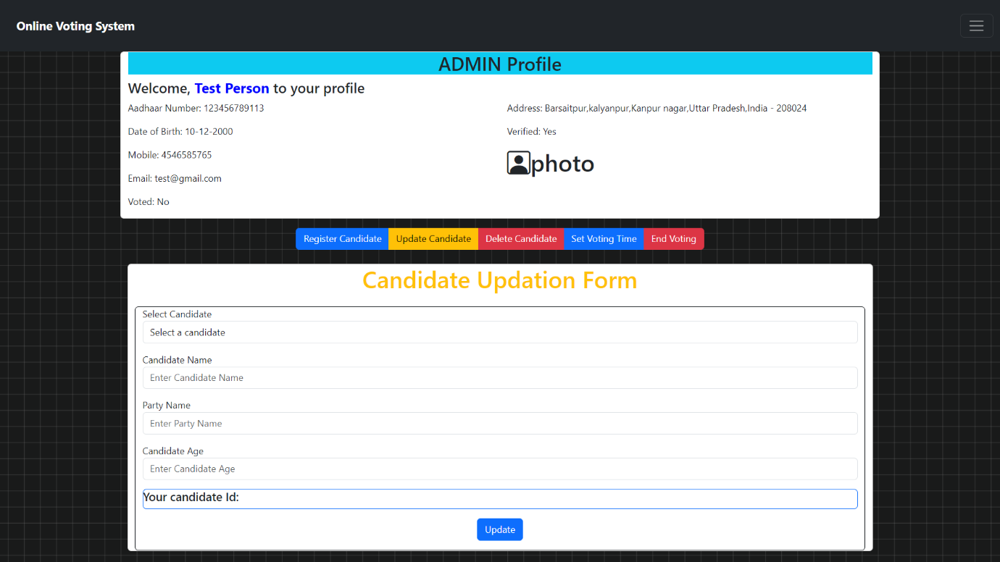 Online Voting System
ADMIN Profile
Welcome, Test Person to your profile
Aadhaar Number: 123456789113
Address: Barsaitpur,kalyanpur,Kanpur nagar,Uttar Pradesh,India - 208024
Date of Birth: 10-12-2000
Verified: Yes
Mobile: 4546585765
photo
Email: test@gmail.com
Voted: No
Register Candidate Update Candidate Delete Candidate Set Voting Time End Voting
Candidate Updation Form
Select Candidate
Select a candidate
Candidate Name
Enter Candidate Name
Party Name
Enter Party Name
Candidate Age
Enter Candidate Age
Your candidate Id:
Update